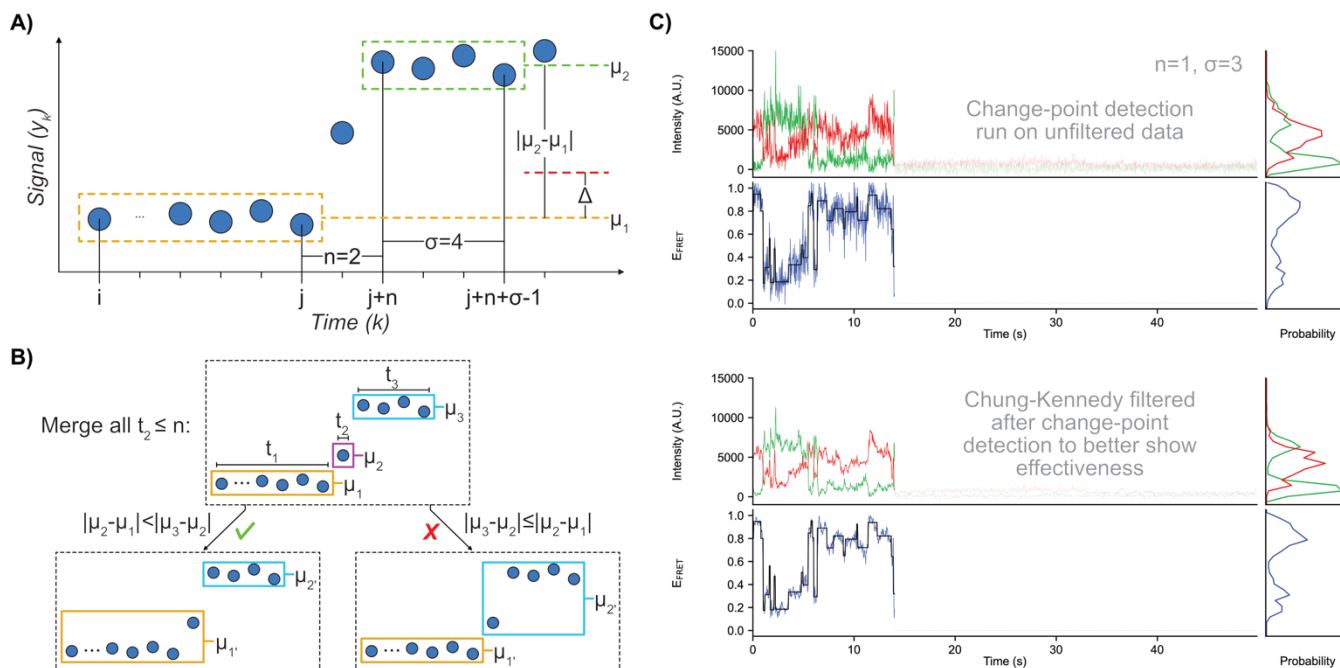 A)
Signal (yₖ)
μ₂
|μ₂-μ₁|
Δ
μ₁
...
n=2
σ=4
i
j
j+n
j+n+σ-1
Time (k)
B)
Merge all t₂ ≤ n:
t₃
μ₃
t₂
μ₂
t₁
...
μ₁
|μ₂-μ₁|<|μ₃-μ₂|
✓
X
|μ₃-μ₂|≤|μ₂-μ₁|
μ₂'
...
μ₁'
μ₂'
...
μ₁'
C)
Intensity (A.U.)
15000
10000
5000
0
n=1, σ=3
Change-point detection
run on unfiltered data
E_FRET
1.0
0.8
0.6
0.4
0.2
0.0
0
10
20
30
40
Time (s)
Probability
Intensity (A.U.)
15000
10000
5000
0
Chung-Kennedy filtered
after change-point
detection to better show
effectiveness
E_FRET
1.0
0.8
0.6
0.4
0.2
0.0
0
10
20
30
40
Time (s)
Probability